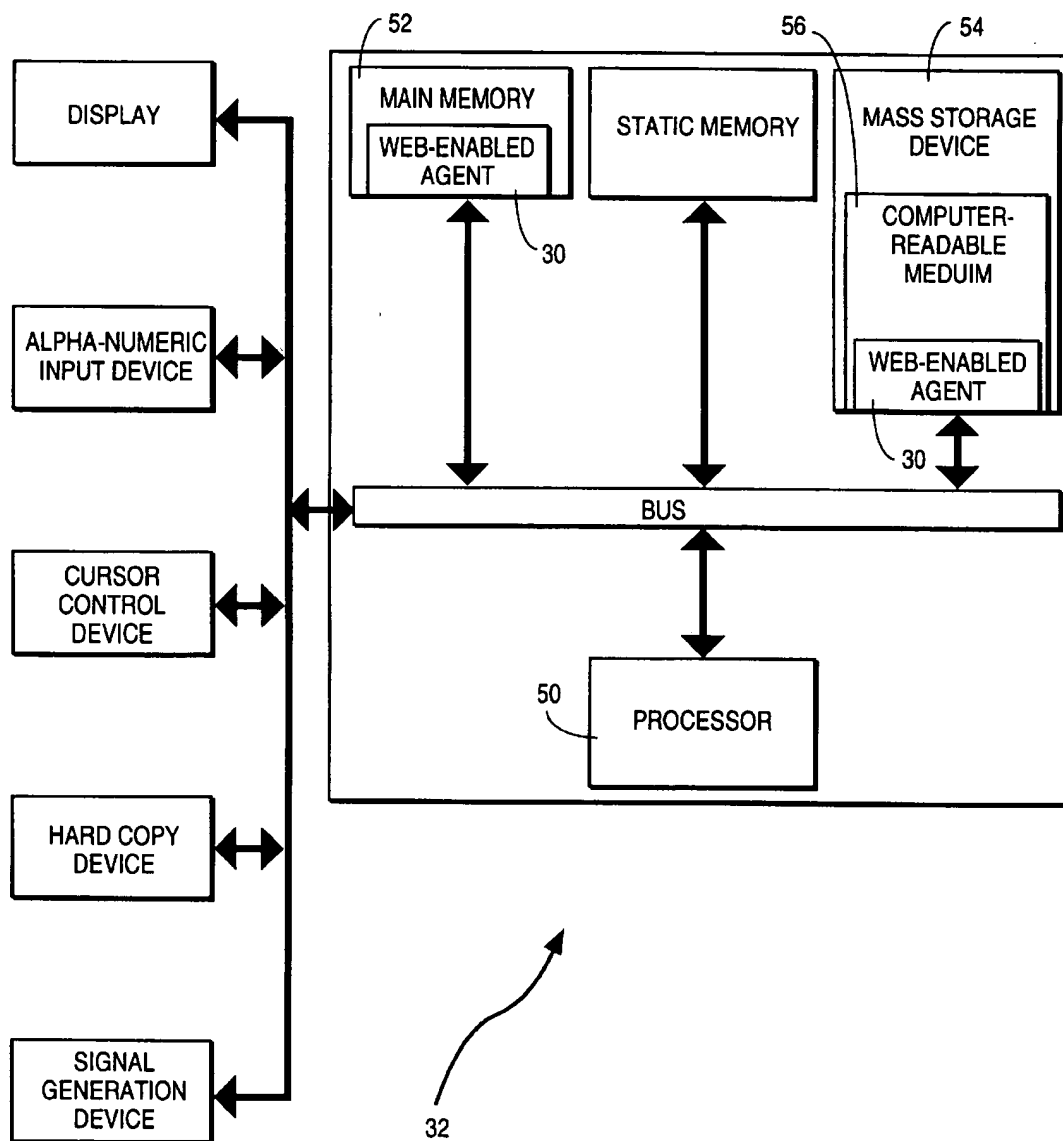 52
56
54
DISPLAY
MAIN MEMORY
WEB-ENABLED
AGENT
30
STATIC MEMORY
MASS STORAGE
DEVICE
COMPUTER-
READABLE
MEDUIM
WEB-ENABLED
AGENT
30
ALPHA-NUMERIC
INPUT DEVICE
BUS
CURSOR
CONTROL
DEVICE
50
PROCESSOR
HARD COPY
DEVICE
SIGNAL
GENERATION
DEVICE
32